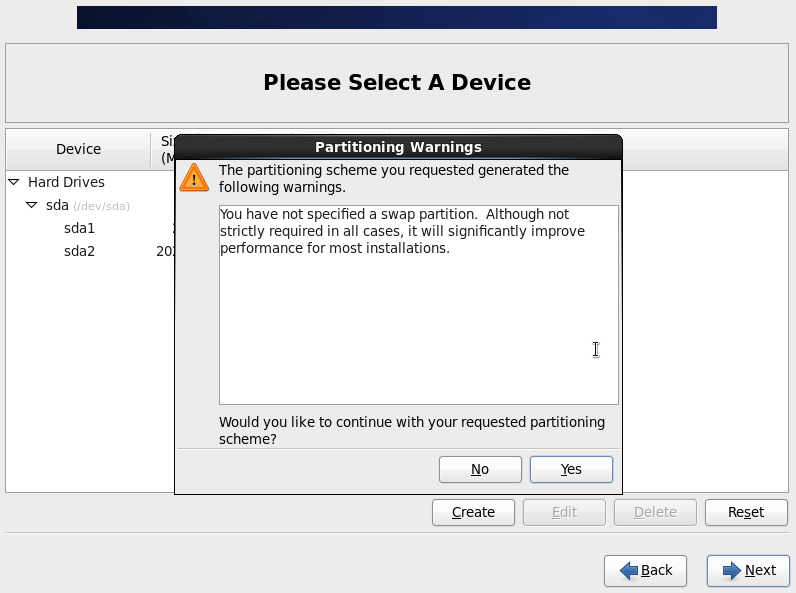 Please Select A Device
Device
Hard Drives
sda (/dev/sda)
sda1
sda2
Partitioning Warnings
The partitioning scheme you requested generated the
following warnings.
You have not specified a swap partition.  Although not
strictly required in all cases, it will significantly improve
performance for most installations.
Would you like to continue with your requested partitioning
scheme?
No
Yes
Create
Edit
Delete
Reset
Back
Next